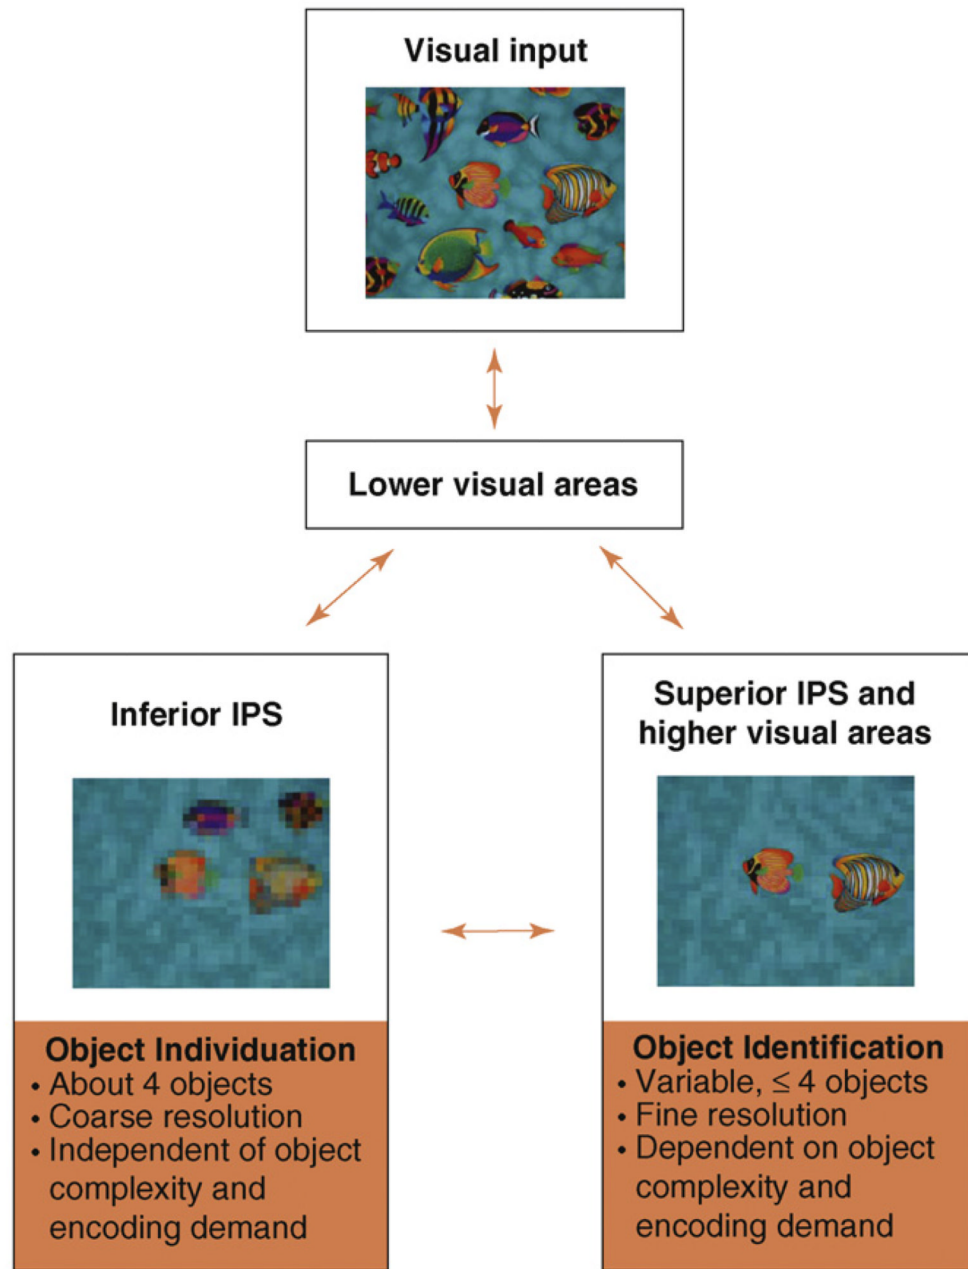 Visual input
Lower visual areas
Inferior IPS
Object Individuation
• About 4 objects
• Coarse resolution
• Independent of object
complexity and
encoding demand
Superior IPS and
higher visual areas
Object Identification
• Variable, ≤ 4 objects
• Fine resolution
• Dependent on object
complexity and
encoding demand